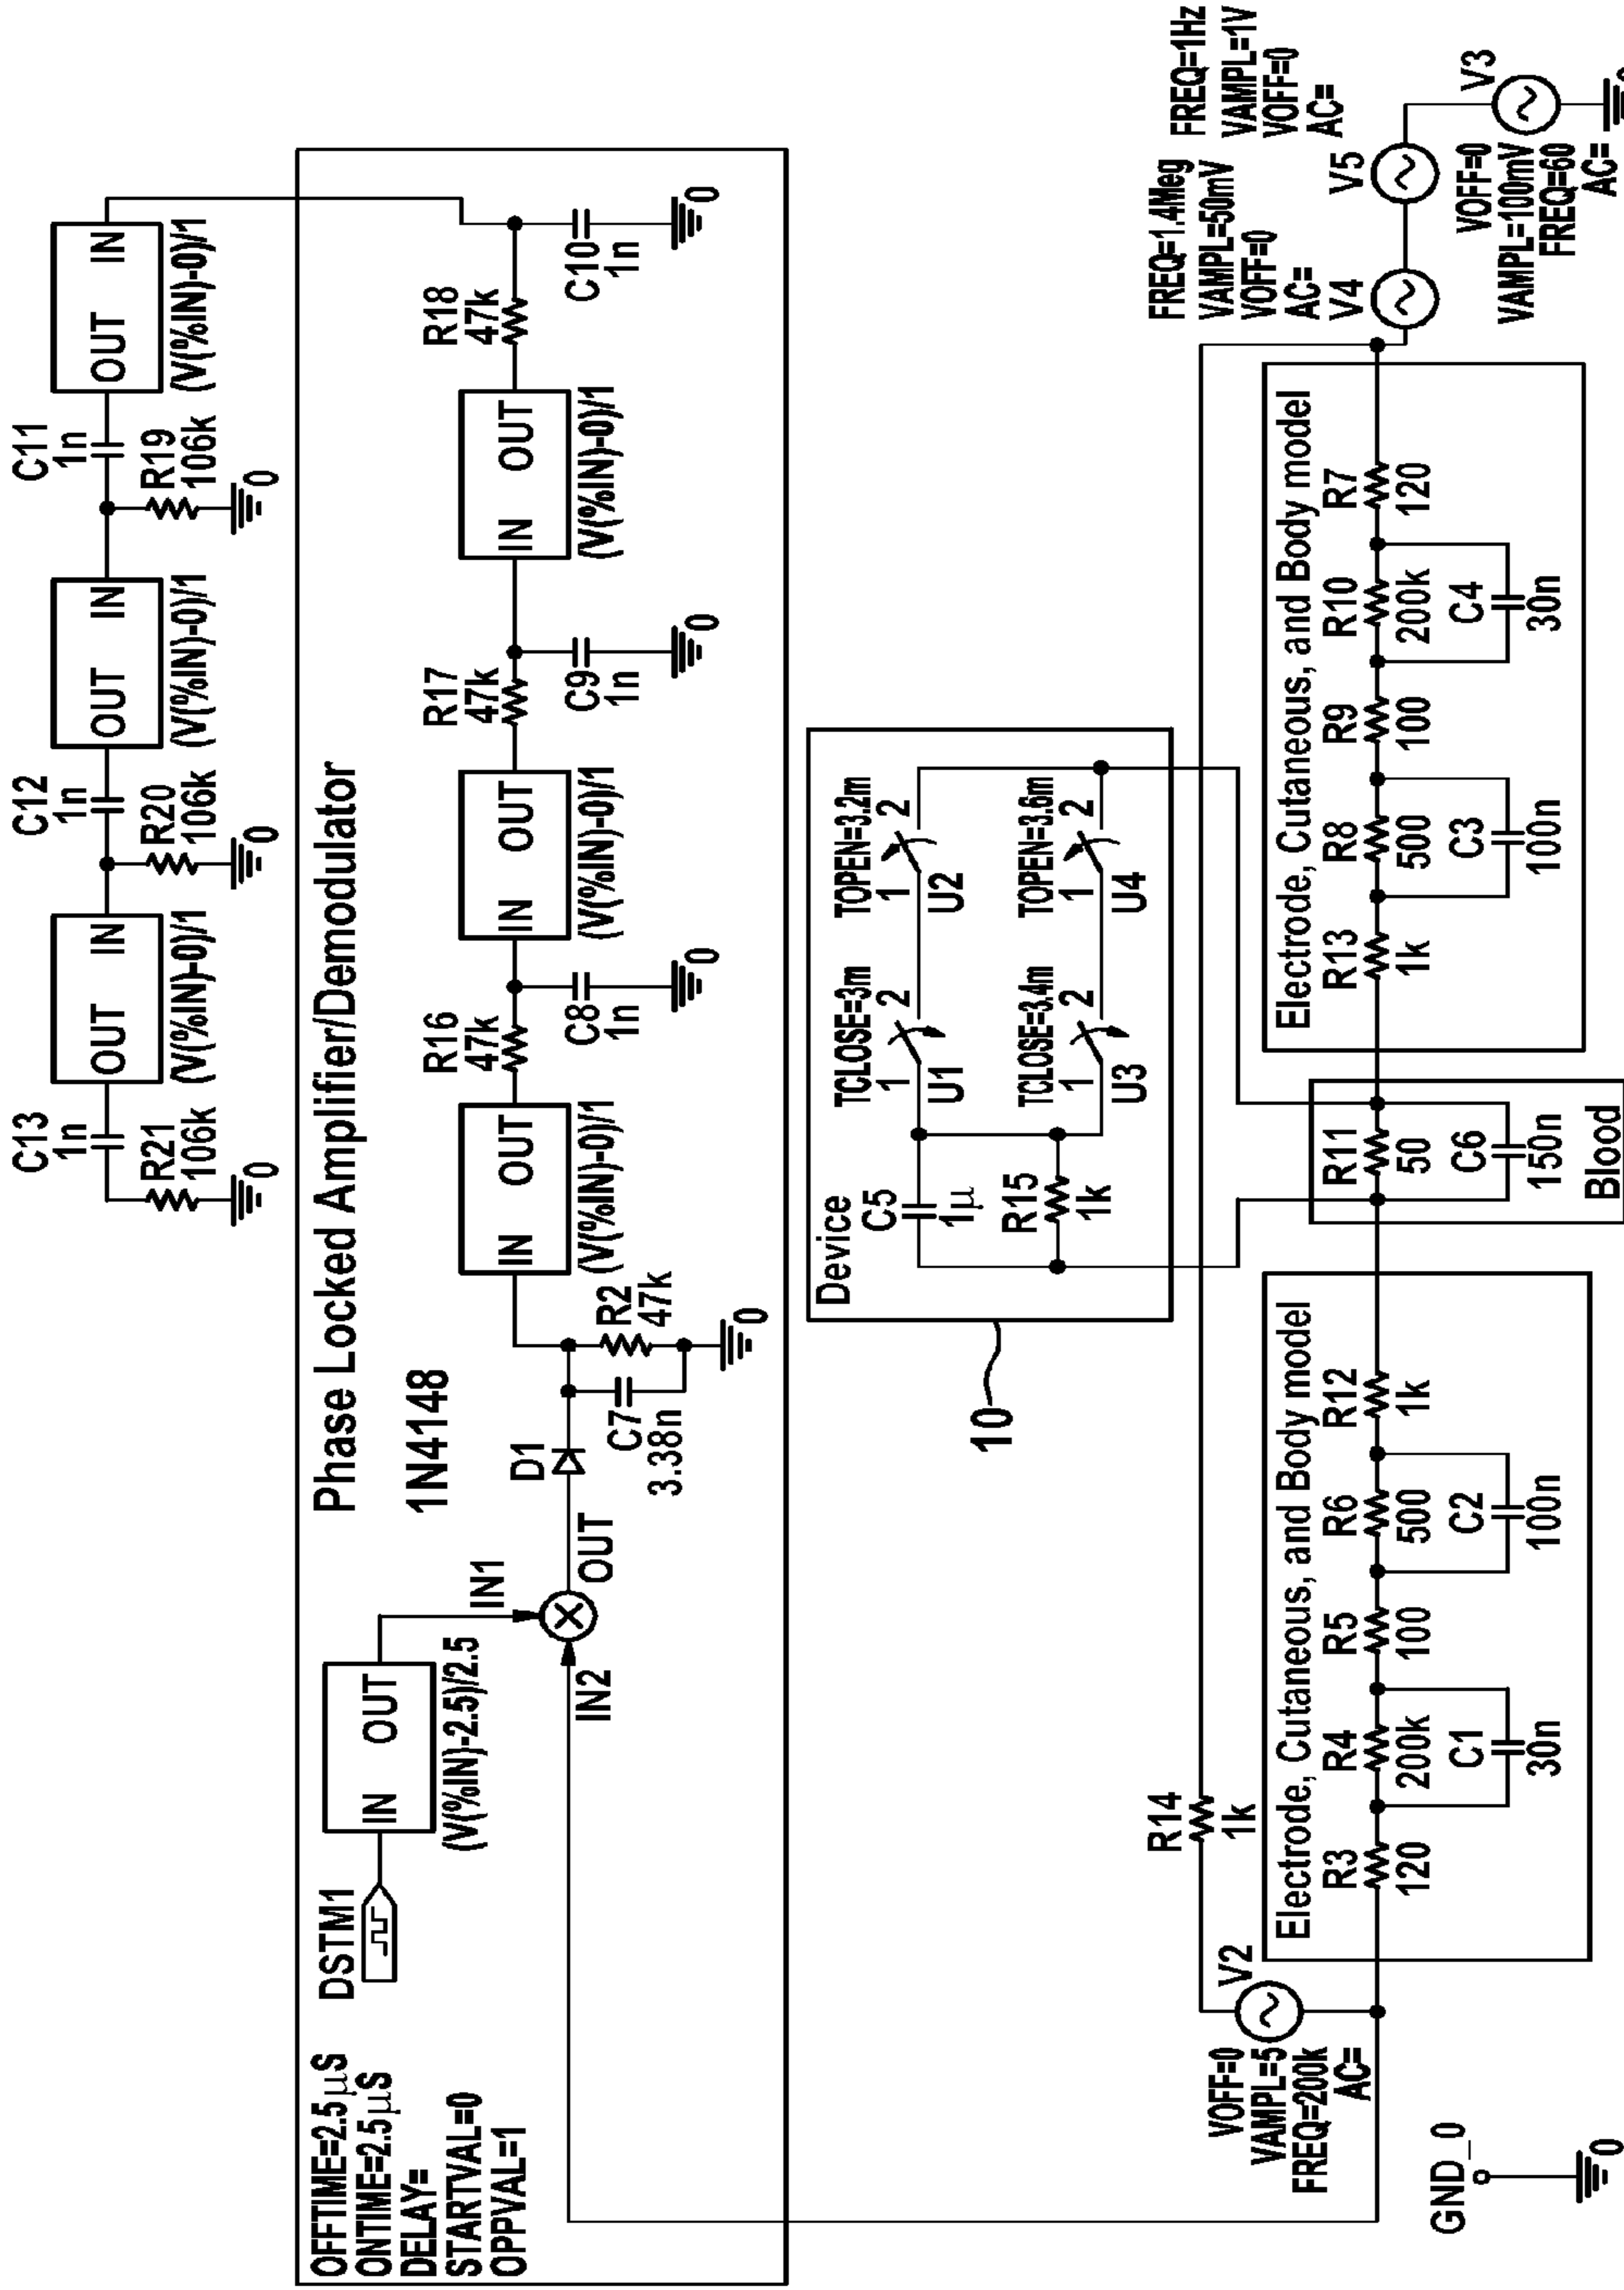 C13
1n
OUT IN
(V(%IN)-0)/1
R21
106k
0
C12
1n
OUT IN
(V(%IN)-0)/1
R20
106k
0
C11
1n
OUT IN
(V(%IN)-0)/1
R19
106k
0
Phase Locked Amplifier/Demodulator
OFFTIME=2.5µS
ONTIME=2.5µS
DELAY=
STARTVAL=0
OPPVAL=1
DSTM1
IN OUT
(V(%IN)-2.5)/2.5
IN1
IN2
OUT
1N4148
D1
C7
3.38n
R2
47k
0
IN OUT
(V(%IN)-0)/1
R16
47k
C8
1n
0
IN OUT
(V(%IN)-0)/1
R17
47k
C9
1n
0
IN OUT
(V(%IN)-0)/1
R18
47k
C10
1n
0
Device
C5
1µ
R15
1k
TCLOSE=3m
1 2
U1
TOPEN=3.2m
1 2
U2
TCLOSE=3.4m
1 2
U3
TOPEN=3.6m
1 2
U4
10
R14
1k
V2
VOFF=0
VAMPL=5
FREQ=200k
AC=
GND_0
0
Electrode, Cutaneous, and Body model
R3
120
R4
200k
C1
30n
R5
100
R6
500
C2
100n
R12
1k
R11
50
C6
150n
Blood
Electrode, Cutaneous, and Body model
R13
1k
R8
500
C3
100n
R9
100
R10
200k
C4
30n
R7
120
FREQ=1.4Meg
VAMPL=50mV
VOFF=0
AC=
V4
FREQ=1Hz
VAMPL=1V
VOFF=0
AC=
V5
V3
VOFF=0
VAMPL=100mV
FREQ=60
AC=
0